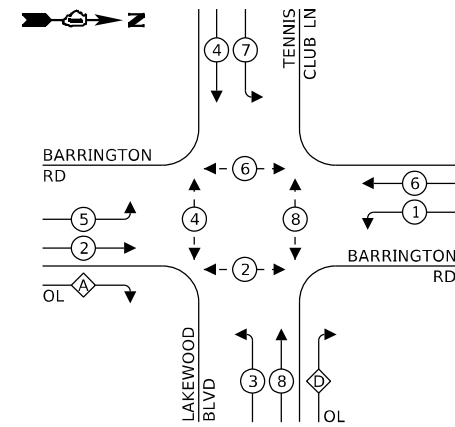 N
4 7
TENNIS
CLUB LN
BARRINGTON
RD
6
6
5
4
8
1
2
2
BARRINGTON
RD
A
OL
LAKEWOOD
BLVD
3 8 D
OL